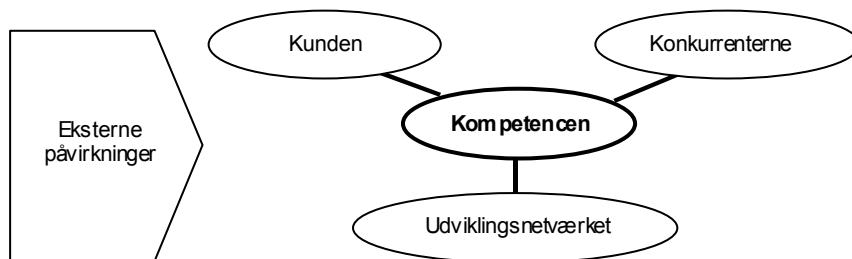 Kunden
Konkurrenterne
Kompetencen
Eksterne
påvirkninger
Udviklingsnetværket